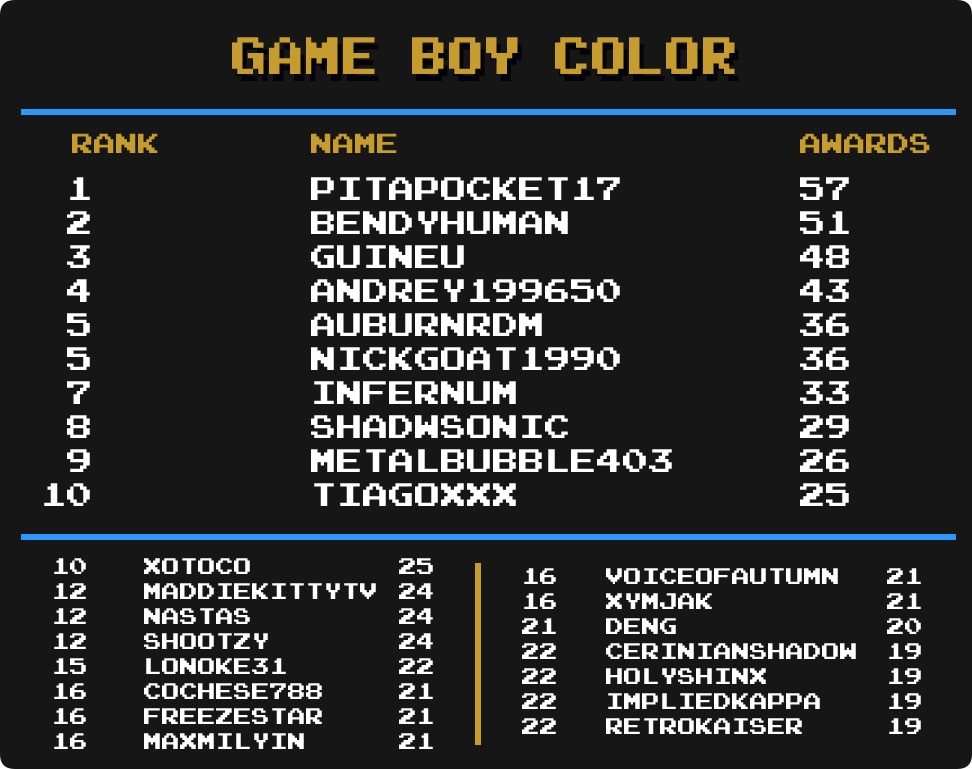 GAME BOY COLOR
RANK NAME AWARDS
1 PITAPOCKET17 57
2 BENDYHUMAN 51
3 GUINEU 48
4 ANDREY199650 43
5 AUBURNRDM 36
5 NICKGOAT1990 36
7 INFERNUM 33
8 SHADWSONIC 29
9 METALBUBBLE403 26
10 TIAGOXXX 25
10 XOTOCO 25
12 MADDIEKITTYTV 24
12 NASTAS 24
12 SHOOTZY 24
15 LONOKE31 22
16 COCHESE788 21
16 FREEZESTAR 21
16 MAXMILYIN 21
16 VOICEOFAUTUMN 21
16 XYMJAK 21
21 DENG 20
22 CERINIANSHADOW 19
22 HOLYSHINX 19
22 IMPLIEDKAPPA 19
22 RETROKAISER 19